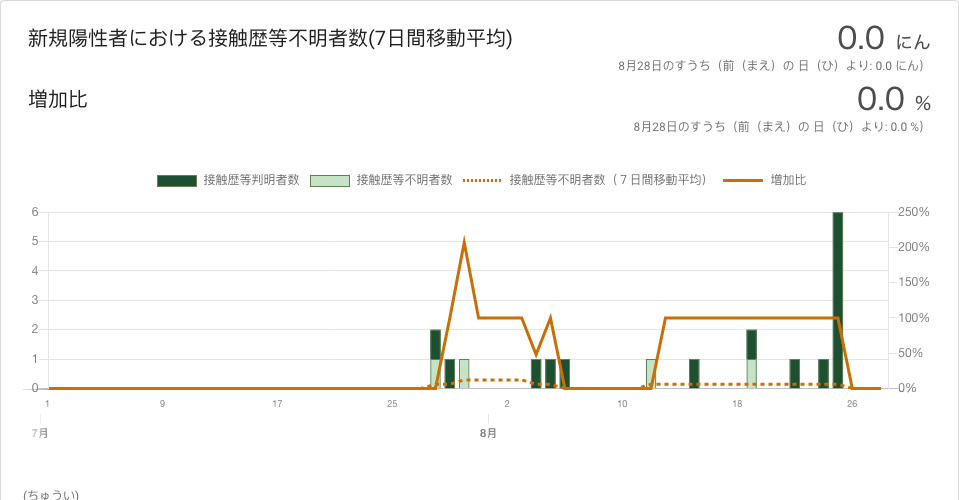 新規陽性者における接触歴等不明者数(7日間移動平均)
0.0 にん
8月28日のすうち（前（まえ）の 日（ひ）より: 0.0 にん）
増加比
0.0 %
8月28日のすうち（前（まえ）の 日（ひ）より: 0.0 %）
接触歴等判明者数 接触歴等不明者数 接触歴等不明者数（７日間移動平均） 増加比
6 250%
5 200%
4 150%
3 100%
2 50%
1 0%
0
1 9 17 25 2 10 18 26
7月 8月
(ちゅうい)